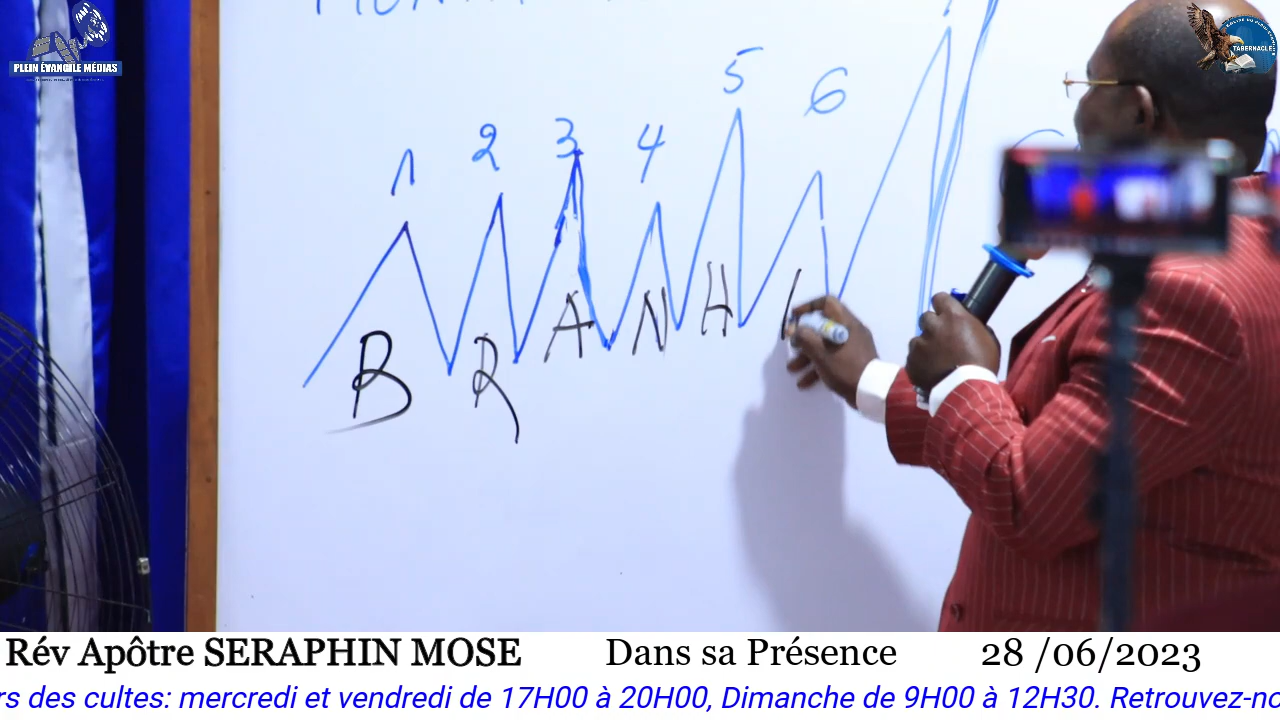 PLEIN ÉVANGILE MÉDIAS
TABERNACLE
1 2 3 4 5 6
B R A N H
Rév Apôtre SERAPHIN MOSE Dans sa Présence 28 /06/2023
rs des cultes: mercredi et vendredi de 17H00 à 20H00, Dimanche de 9H00 à 12H30. Retrouvez-no